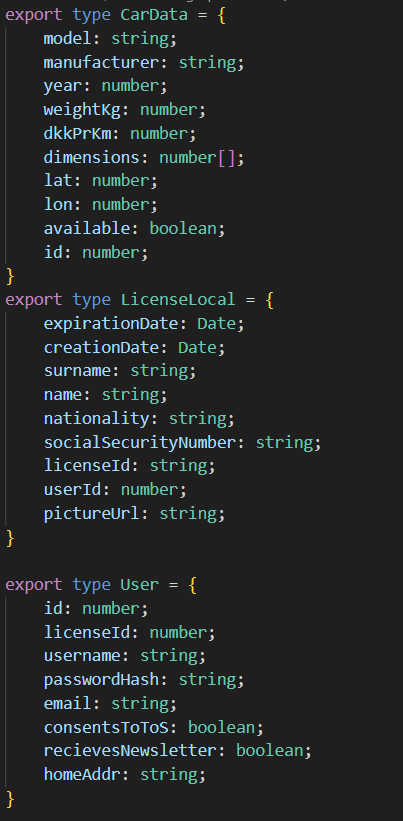 export type CarData = {
    model: string;
    manufacturer: string;
    year: number;
    weightKg: number;
    dkkPrKm: number;
    dimensions: number[];
    lat: number;
    lon: number;
    available: boolean;
    id: number;
}
export type LicenseLocal = {
    expirationDate: Date;
    creationDate: Date;
    surname: string;
    name: string;
    nationality: string;
    socialSecurityNumber: string;
    licenseId: string;
    userId: number;
    pictureUrl: string;
}

export type User = {
    id: number;
    licenseId: number;
    username: string;
    passwordHash: string;
    email: string;
    consentsToToS: boolean;
    recievesNewsletter: boolean;
    homeAddr: string;
}